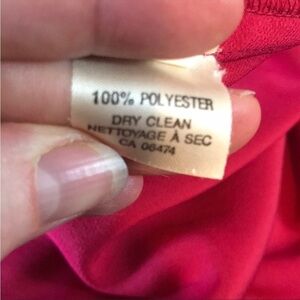 100% POLYESTER
DRY CLEAN
NETTOYAGE À SEC
CA 06474